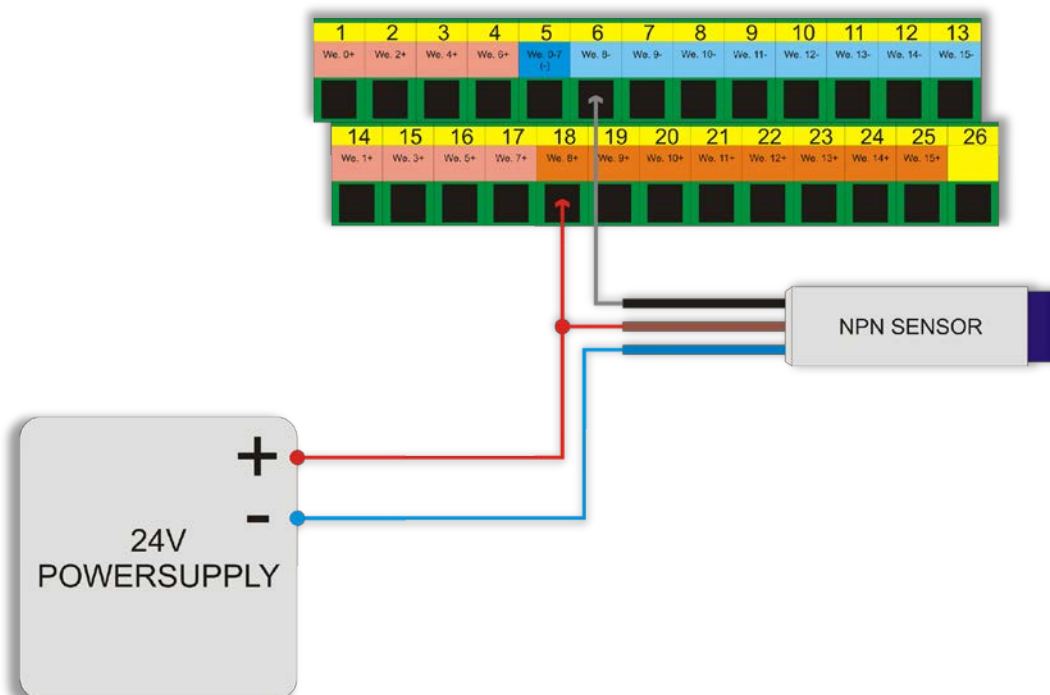 1 2 3 4 5 6 7 8 9 10 11 12 13
We. 0+ We. 2+ We. 4+ We. 6+ We. 0-7 We. 8- We. 9- We. 10- We. 11- We. 12- We. 13- We. 14- We. 15-
(-)
14 15 16 17 18 19 20 21 22 23 24 25 26
We. 1+ We. 3+ We. 5+ We. 7+ We. 8+ We. 9+ We. 10+ We. 11+ We. 12+ We. 13+ We. 14+ We. 15+
NPN SENSOR
+
-
24V
POWERSUPPLY